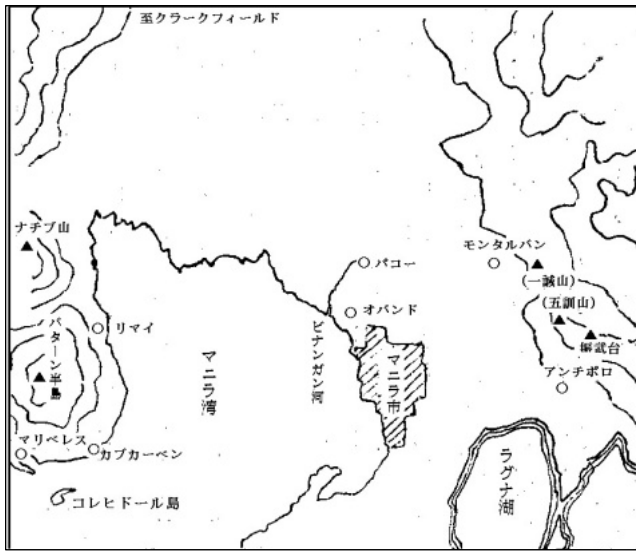 至クラークフィールド
ナチブ山
パコー
モンタルバン
(一誠山)
オバンド
(五訓山)
バターン半島
リマイ
マニラ湾
ビナンガン河
マニラ市
振武台
アンチポロ
マリベレス
カブカーベン
ラグナ湖
コレヒドール島